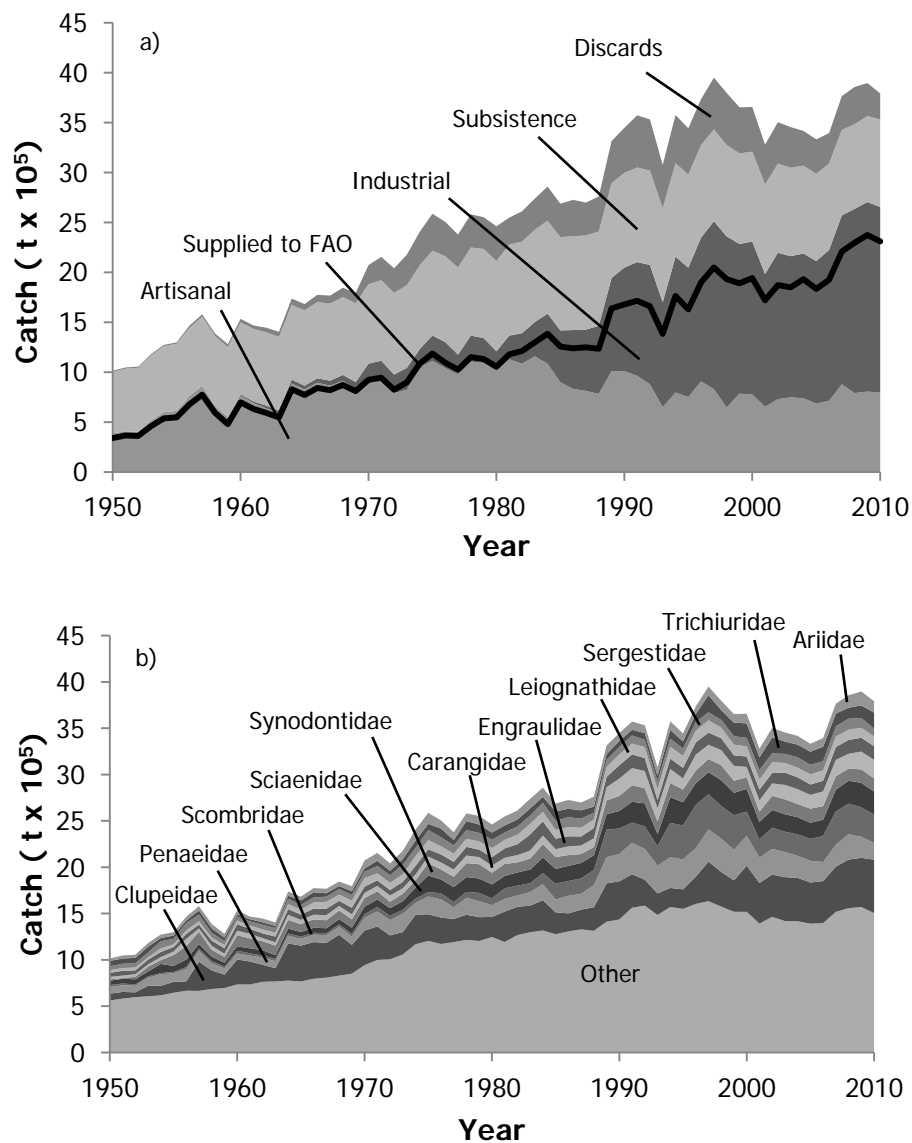 a)
45
40
35
30
25
20
15
10
5
0
Catch ( t x 10⁵)
Discards
Subsistence
Industrial
Supplied to FAO
Artisanal
1950 1960 1970 1980 1990 2000 2010
Year
b)
45
40
35
30
25
20
15
10
5
0
Catch ( t x 10⁵)
Trichiuridae
Ariidae
Sergestidae
Leiognathidae
Synodontidae
Engraulidae
Carangidae
Sciaenidae
Scombridae
Penaeidae
Clupeidae
Other
1950 1960 1970 1980 1990 2000 2010
Year